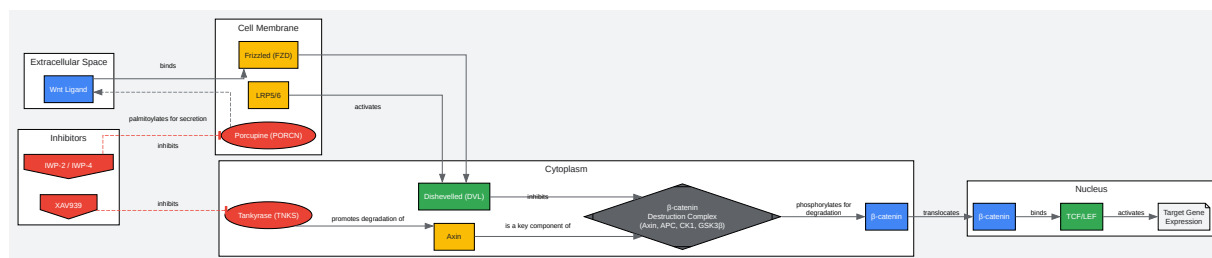 Cell Membrane
Frizzled (FZD)
Extracellular Space
binds
Wnt Ligand
LRP5/6
activates
palmitoylates for secretion
Inhibitors
Porcupine (PORCN)
inhibits
IWP-2 / IWP-4
Cytoplasm
XAV939
inhibits
Tankyrase (TNKS)
promotes degradation of
Dishevelled (DVL)
inhibits
Axin
is a key component of
β-catenin
Destruction Complex
(Axin, APC, CK1, GSK3β)
phosphorylates for
degradation
β-catenin
translocates
Nucleus
β-catenin
binds
TCF/LEF
activates
Target Gene
Expression